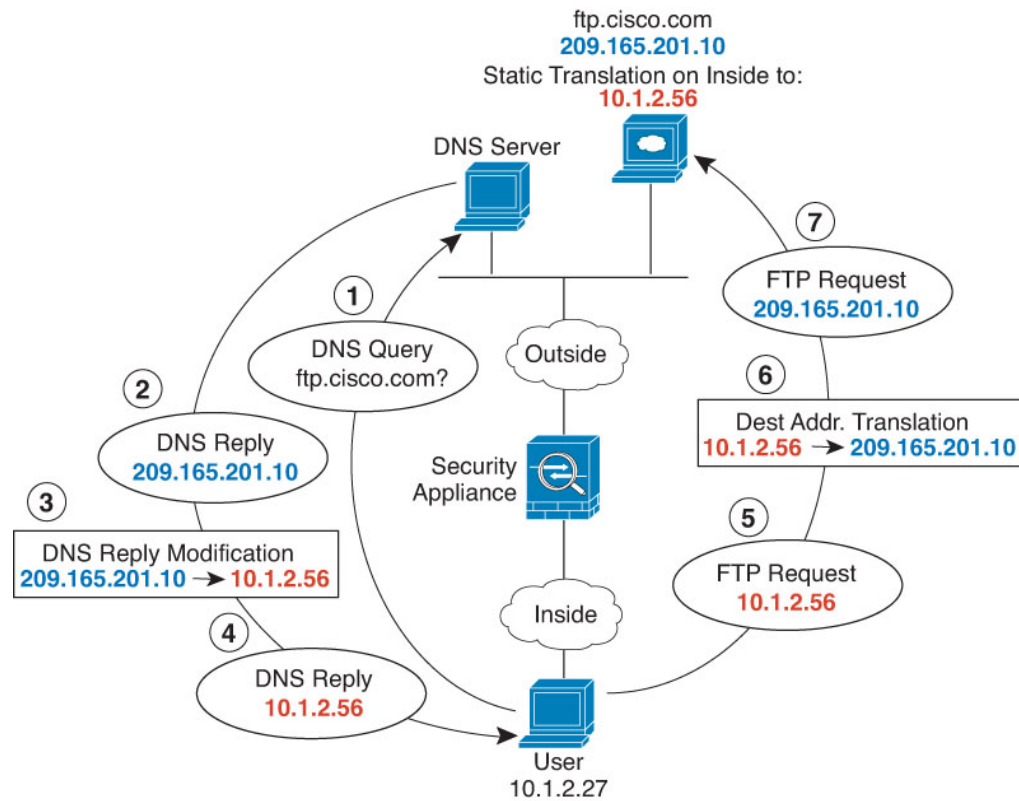 ftp.cisco.com
209.165.201.10
Static Translation on Inside to:
10.1.2.56
DNS Server
7
FTP Request
209.165.201.10
1
DNS Query
ftp.cisco.com?
Outside
2
DNS Reply
209.165.201.10
6
Dest Addr. Translation
10.1.2.56 → 209.165.201.10
Security
Appliance
3
DNS Reply Modification
209.165.201.10 → 10.1.2.56
5
FTP Request
10.1.2.56
Inside
4
DNS Reply
10.1.2.56
User
10.1.2.27